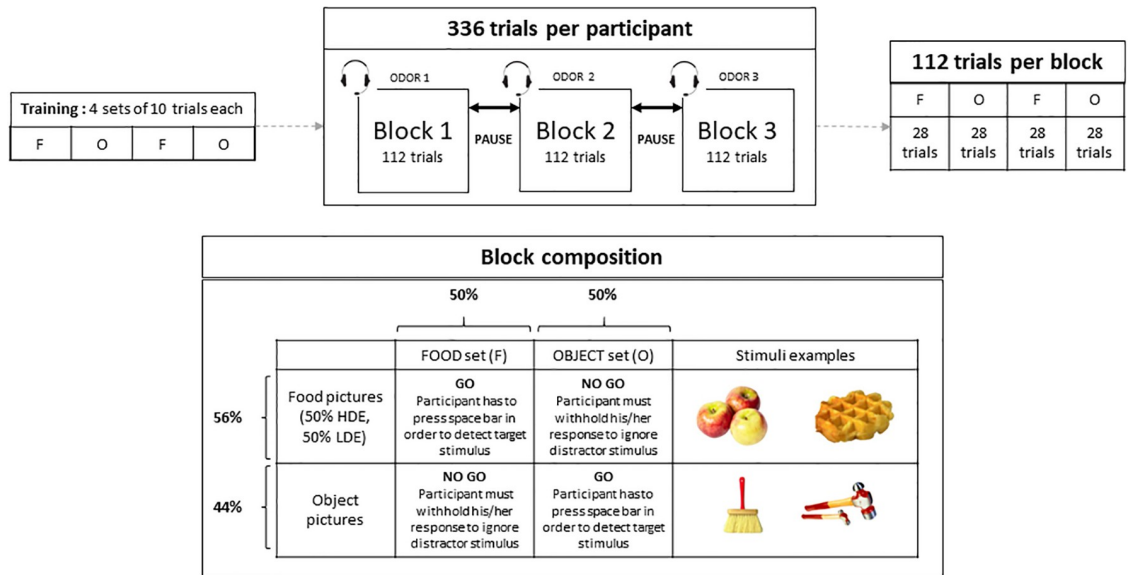 336 trials per participant
Training : 4 sets of 10 trials each
F O F O
ODOR 1
Block 1
112 trials
PAUSE
ODOR 2
Block 2
112 trials
PAUSE
ODOR 3
Block 3
112 trials
112 trials per block
F O F O
28 28 28 28
trials trials trials trials
Block composition
50% 50%
FOOD set (F) OBJECT set (O) Stimuli examples
56%
Food pictures
(50% HDE,
50% LDE)
GO
Participant has to
press space bar in
order to detect target
stimulus
NO GO
Participant must
withhold his/her
response to ignore
distractor stimulus
44%
Object
pictures
NO GO
Participant must
withhold his/her
response to ignore
distractor stimulus
GO
Participant has to
press space bar in
order to detect target
stimulus